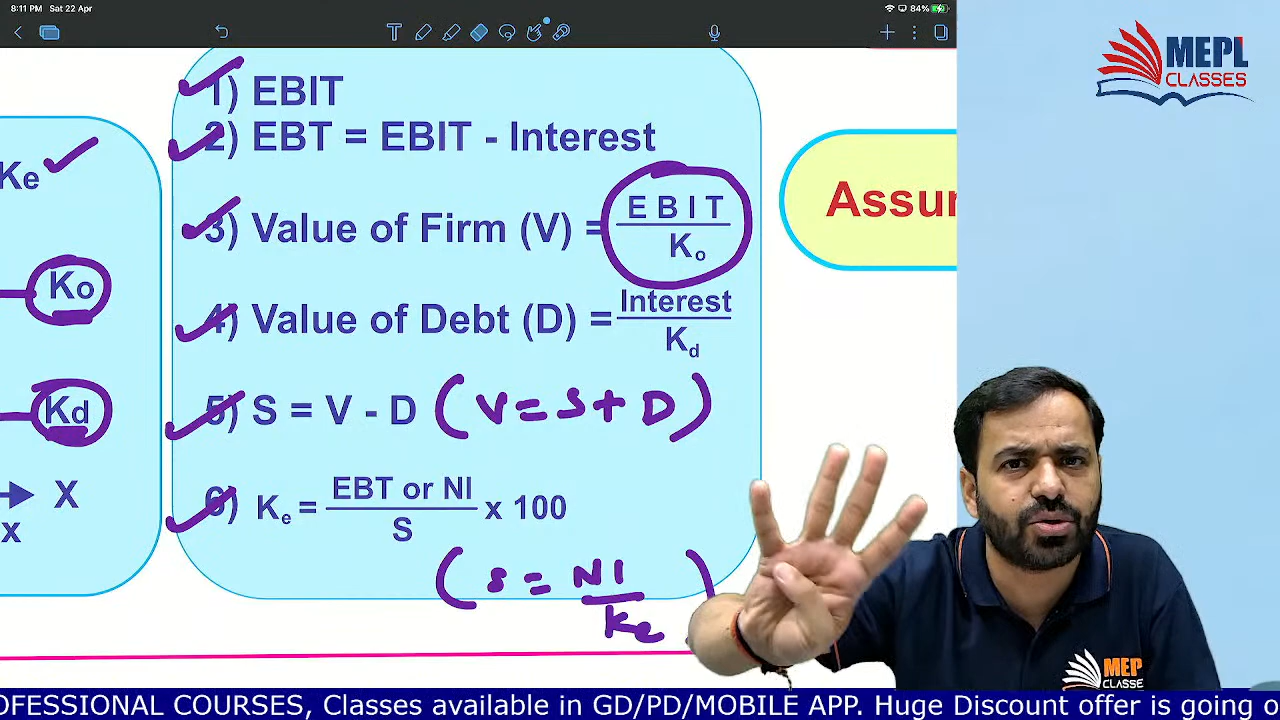 8:11 PM Sat 22 Apr
84%
MEPL
CLASSES
1) EBIT
2) EBT = EBIT - Interest
Ke
3) Value of Firm (V) = EBIT
Ko
Assum
Ko
4) Value of Debt (D) = Interest
Kd
Kd
5) S = V - D (V = S + D)
X
x
6) Ke = EBT or NI x 100
S
(S = NI
Ke
MEP
CLASSE
OFESSIONAL COURSES, Classes available in GD/PD/MOBILE APP. Huge Discount offer is going o